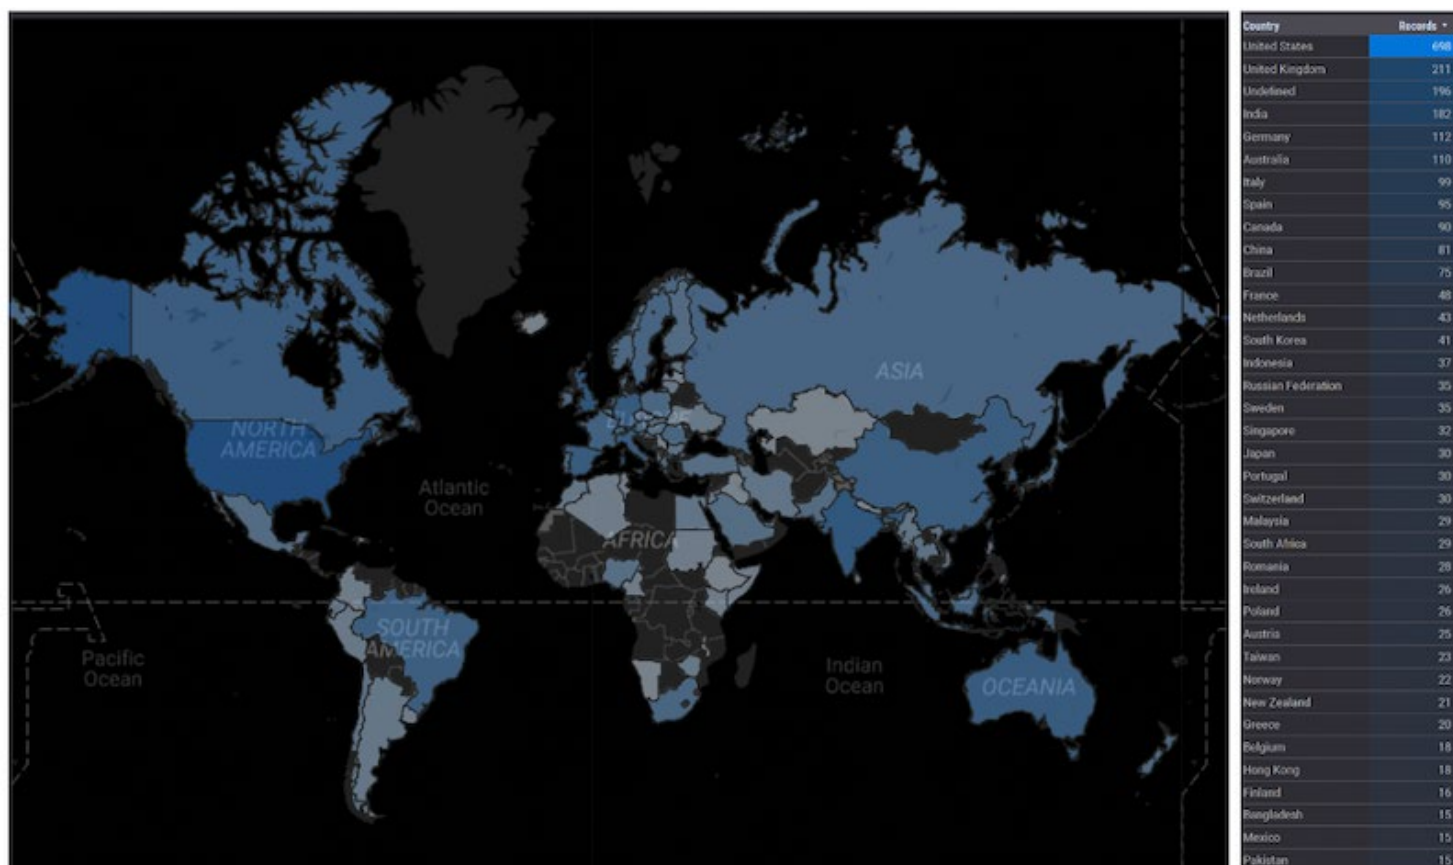 NORTH
AMERICA
Atlantic
Ocean
EUROPE
ASIA
AFRICA
SOUTH
AMERICA
Pacific
Ocean
Indian
Ocean
OCEANIA
Country Records
United States 698
United Kingdom 211
Undefined 196
India 182
Germany 112
Australia 110
Italy 99
Spain 95
Canada 90
China 81
Brazil 75
France 48
Netherlands 43
South Korea 41
Indonesia 37
Russian Federation 35
Sweden 35
Singapore 32
Japan 30
Portugal 30
Switzerland 30
Malaysia 29
South Africa 29
Romania 28
Ireland 26
Poland 26
Austria 25
Taiwan 23
Norway 22
New Zealand 21
Greece 20
Belgium 18
Hong Kong 18
Finland 16
Bangladesh 15
Mexico 15
Pakistan